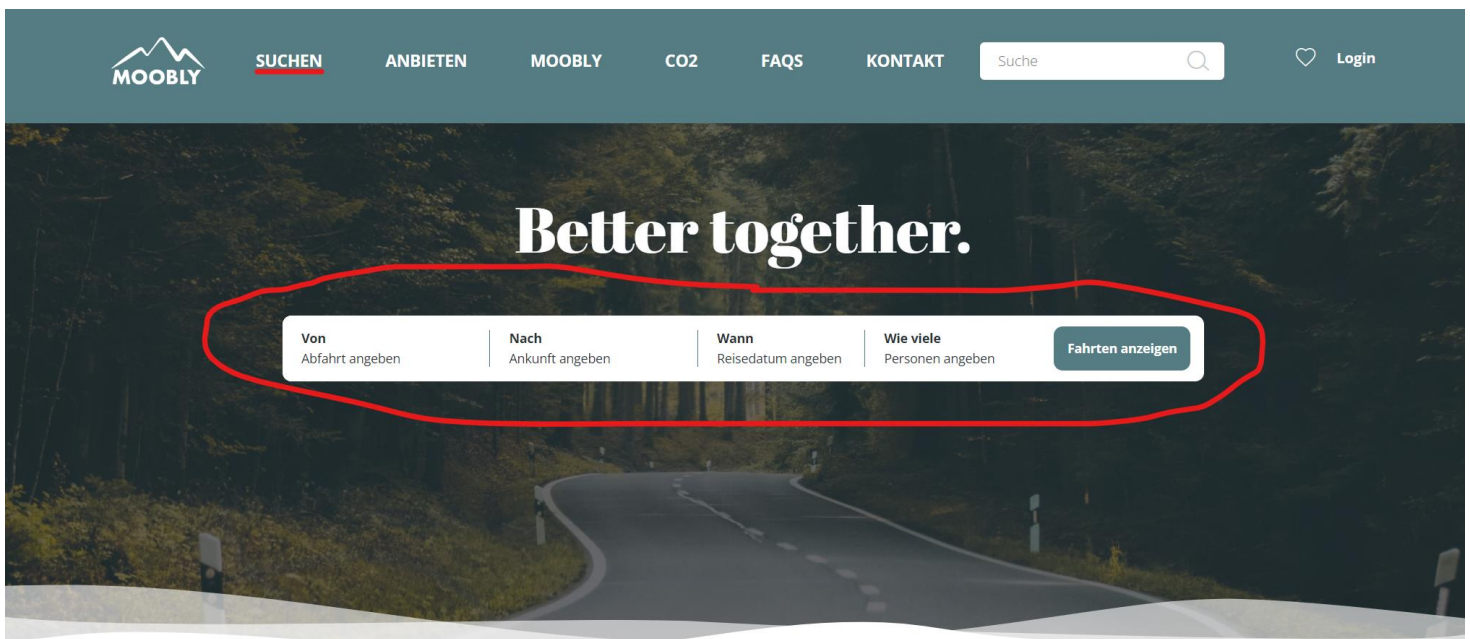 MOOBLY
SUCHEN ANBIETEN MOOBLY CO2 FAQS KONTAKT Suche Login
Better together.
Von Nach Wann Wie viele
Abfahrt angeben Ankunft angeben Reisedatum angeben Personen angeben Fahrten anzeigen